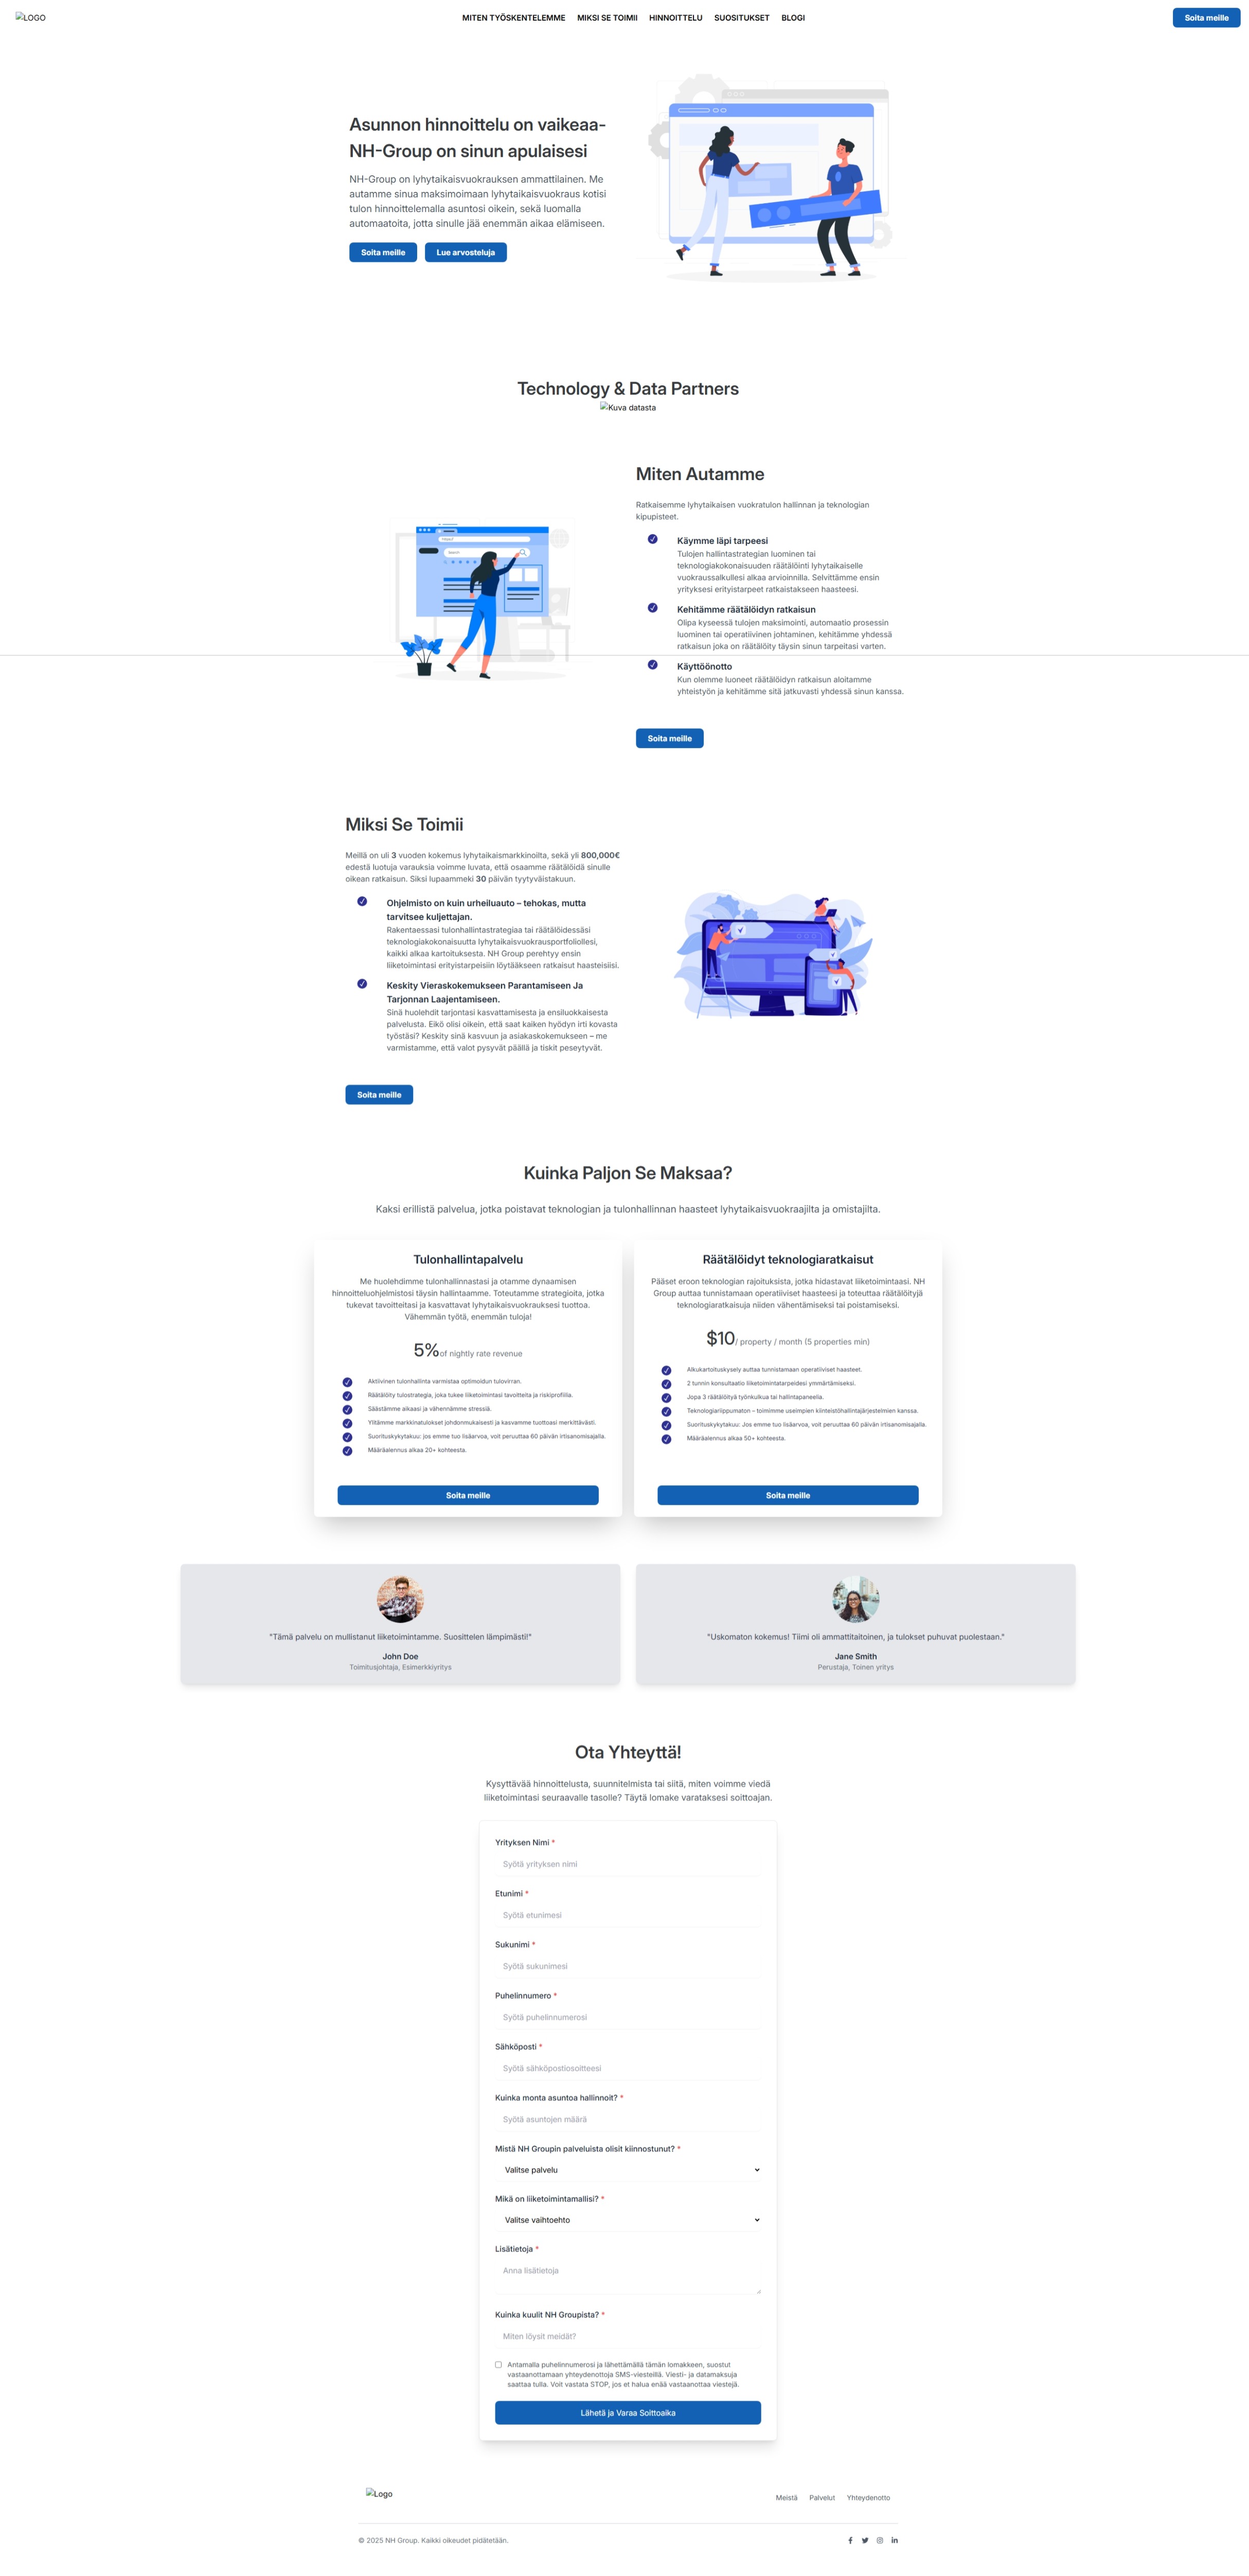 LOGO
MITEN TYÖSKENTELEMME MIKSI SE TOIMII HINNOITTELU SUOSITUKSET BLOGI
Soita meille
Asunnon hinnoittelu on vaikeaa-
NH-Group on sinun apulaisesi
NH-Group on lyhytaikaisvuokrauksen ammattilainen. Me
autamme sinua maksimoimaan lyhytaikaisvuokraus kotisi
tulon hinnoittelemalla asuntosi oikein, sekä luomalla
automaatoita, jotta sinulle jää enemmän aikaa elämiseen.
Soita meille Lue arvosteluja
Technology & Data Partners
Kuva datasta
Miten Autamme
Ratkaisemme lyhytaikaisen vuokratulon hallinnan ja teknologian
kipupisteet.
Käymme läpi tarpeesi
Tulojen hallintastrategian luominen tai
teknologiakokonaisuuden räätälöinti lyhytaikaiselle
vuokraussalkullesi alkaa arvioinnilla. Selvittämme ensin
yrityksesi erityistarpeet ratkaistakseen haasteesi.
Kehitämme räätälöidyn ratkaisun
Olipa kyseessä tulojen maksimointi, automaatio prosessin
luominen tai operatiivinen johtaminen, kehitämme yhdessä
ratkaisun joka on räätälöity täysin sinun tarpeitasi varten.
Käyttöönotto
Kun olemme luoneet räätälöidyn ratkaisun aloitamme
yhteistyön ja kehitämme sitä jatkuvasti yhdessä sinun kanssa.
Soita meille
Search
Miksi Se Toimii
Meillä on uli 3 vuoden kokemus lyhytaikaismarkkinoilta, sekä yli 800,000€
edestä luotuja varauksia voimme luvata, että osaamme räätälöidä sinulle
oikean ratkaisun. Siksi lupaammeki 30 päivän tyytyväistakuun.
Ohjelmisto on kuin urheiluauto – tehokas, mutta
tarvitsee kuljettajan.
Rakentaessasi tulonhallintastrategiaa tai räätälöidessäsi
teknologiakokonaisuutta lyhytaikaisvuokrausportfoliollesi,
kaikki alkaa kartoituksesta. NH Group perehtyy ensin
liiketoimintasi erityistarpeisiin löytääkseen ratkaisut haasteisiisi.
Keskity Vieraskokemukseen Parantamiseen Ja
Tarjonnan Laajentamiseen.
Sinä huolehdit tarjontasi kasvattamisesta ja ensiluokkaisesta
palvelusta. Eikö olisi oikein, että saat kaiken hyödyn irti kovasta
työstäsi? Keskity sinä kasvuun ja asiakaskokemukseen – me
varmistamme, että valot pysyvät päällä ja tiskit peseytyvät.
Soita meille
Kuinka Paljon Se Maksaa?
Kaksi erillistä palvelua, jotka poistavat teknologian ja tulonhallinnan haasteet lyhytaikaisvuokraajilta ja omistajilta.
Tulonhallintapalvelu
Me huolehdimme tulonhallinnastasi ja otamme dynaamisen
hinnoitteluohjelmistosi täysin hallintaamme. Toteutamme strategioita, jotka
tukevat tavoitteitasi ja kasvattavat lyhytaikaisvuokrauksesi tuottoa.
Vähemmän työtä, enemmän tuloja!
5%of nightly rate revenue
Aktiivinen tulonhallinta varmistaa optimoidun tulovirran.
Räätälöity tulostrategia, joka tukee liiketoimintasi tavoitteita ja riskiprofiilia.
Säästämme aikaasi ja vähennämme stressiä.
Ylitämme markkinatulokset johdonmukaisesti ja kasvamme tuottoasi merkittävästi.
Suorituskykytakuu: jos emme tuo lisäarvoa, voit peruuttaa 60 päivän irtisanomisajalla.
Määräalennus alkaa 20+ kohteesta.
Soita meille
Räätälöidyt teknologiaratkaisut
Pääset eroon teknologian rajoituksista, jotka hidastavat liiketoimintaasi. NH
Group auttaa tunnistamaan operatiiviset haasteesi ja toteuttaa räätälöityjä
teknologiaratkaisuja niiden vähentämiseksi tai poistamiseksi.
$10/ property / month (5 properties min)
Alkukartoituskysely auttaa tunnistamaan operatiiviset haasteet.
2 tunnin konsultaatio liiketoimintatarpeidesi ymmärtämiseksi.
Jopa 3 räätälöityä työnkulkua tai hallintapaneelia.
Teknologiariippumaton – toimimme useimpien kiinteistöhallintajärjestelmien kanssa.
Suorituskykytakuu: Jos emme tuo lisäarvoa, voit peruuttaa 60 päivän irtisanomisajalla.
Määräalennus alkaa 50+ kohteesta.
Soita meille
"Tämä palvelu on mullistanut liiketoimintamme. Suosittelen lämpimästi!"
John Doe
Toimitusjohtaja, Esimerkkiyritys
"Uskomaton kokemus! Tiimi oli ammattitaitoinen, ja tulokset puhuvat puolestaan."
Jane Smith
Perustaja, Toinen yritys
Ota Yhteyttä!
Kysyttävää hinnoittelusta, suunnitelmista tai siitä, miten voimme viedä
liiketoimintasi seuraavalle tasolle? Täytä lomake varataksesi soittoajan.
Yrityksen Nimi *
Syötä yrityksen nimi
Etunimi *
Syötä etunimesi
Sukunimi *
Syötä sukunimesi
Puhelinnumero *
Syötä puhelinnumerosi
Sähköposti *
Syötä sähköpostiosoitteesi
Kuinka monta asuntoa hallinnoit? *
Syötä asuntojen määrä
Mistä NH Groupin palveluista olisit kiinnostunut? *
Valitse palvelu
Mikä on liiketoimintamallisi? *
Valitse vaihtoehto
Lisätietoja *
Anna lisätietoja
Kuinka kuulit NH Groupista? *
Miten löysit meidät?
Antamalla puhelinnumerosi ja lähettämällä tämän lomakkeen, suostut
vastaanottamaan yhteydenottoja SMS-viesteillä. Viesti- ja datamaksuja
saattaa tulla. Voit vastata STOP, jos et halua enää vastaanottaa viestejä.
Lähetä ja Varaa Soittoaika
Logo
Meistä Palvelut Yhteydenotto
© 2025 NH Group. Kaikki oikeudet pidätetään.